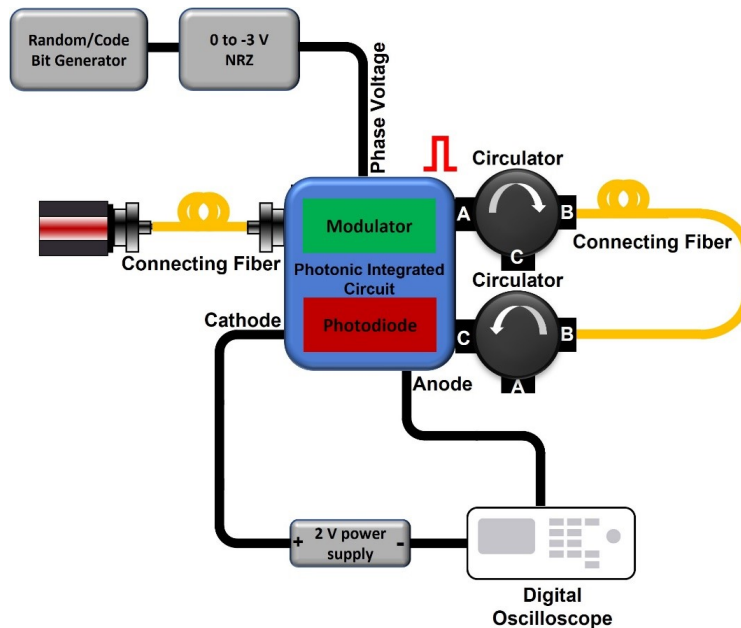 Random/Code
Bit Generator
0 to -3 V
NRZ
Phase Voltage
Circulator
A
B
C
Connecting Fiber
Connecting Fiber
Modulator
Photonic Integrated
Circuit
Photodiode
Circulator
C
B
A
Cathode
Anode
+
2 V power
supply
-
Digital
Oscilloscope